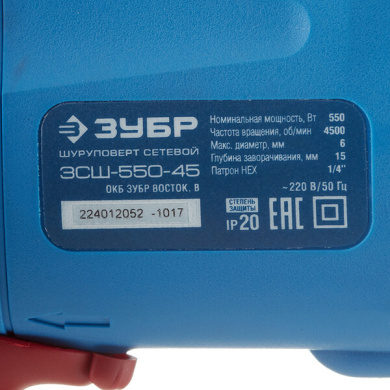 ЗУБР
ШУРУПОВЕРТ СЕТЕВОЙ
ЗСШ-550-45
ОКБ ЗУБР ВОСТОК, В
224012052 -1017
Номинальная мощность, Вт 550
Частота вращения, об/мин 4500
Макс. диаметр, мм 6
Глубина заворачивания, мм 15
Патрон HEX 1/4"
~220 В/50 Гц
СТЕПЕНЬ
ЗАЩИТЫ
IP20 EAC